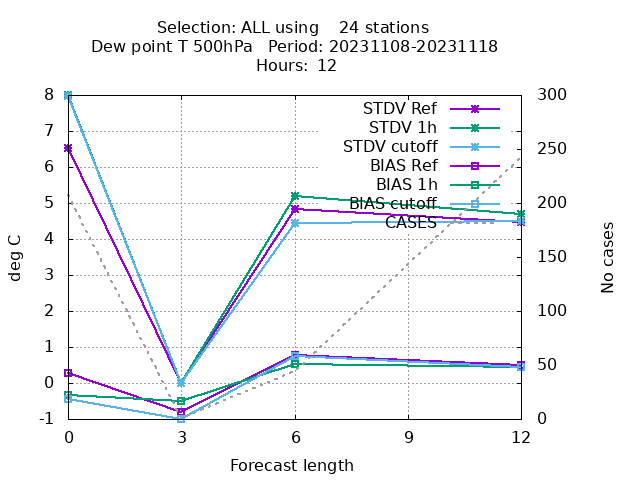 Selection: ALL using    24 stations
Dew point T 500hPa   Period: 20231108-20231118
Hours:  12
8
7
6
5
4
3
2
1
0
-1
deg C
300
250
200
150
100
50
0
No cases
STDV Ref
STDV 1h
STDV cutoff
BIAS Ref
BIAS 1h
BIAS cutoff
CASES
0 3 6 9 12
Forecast length